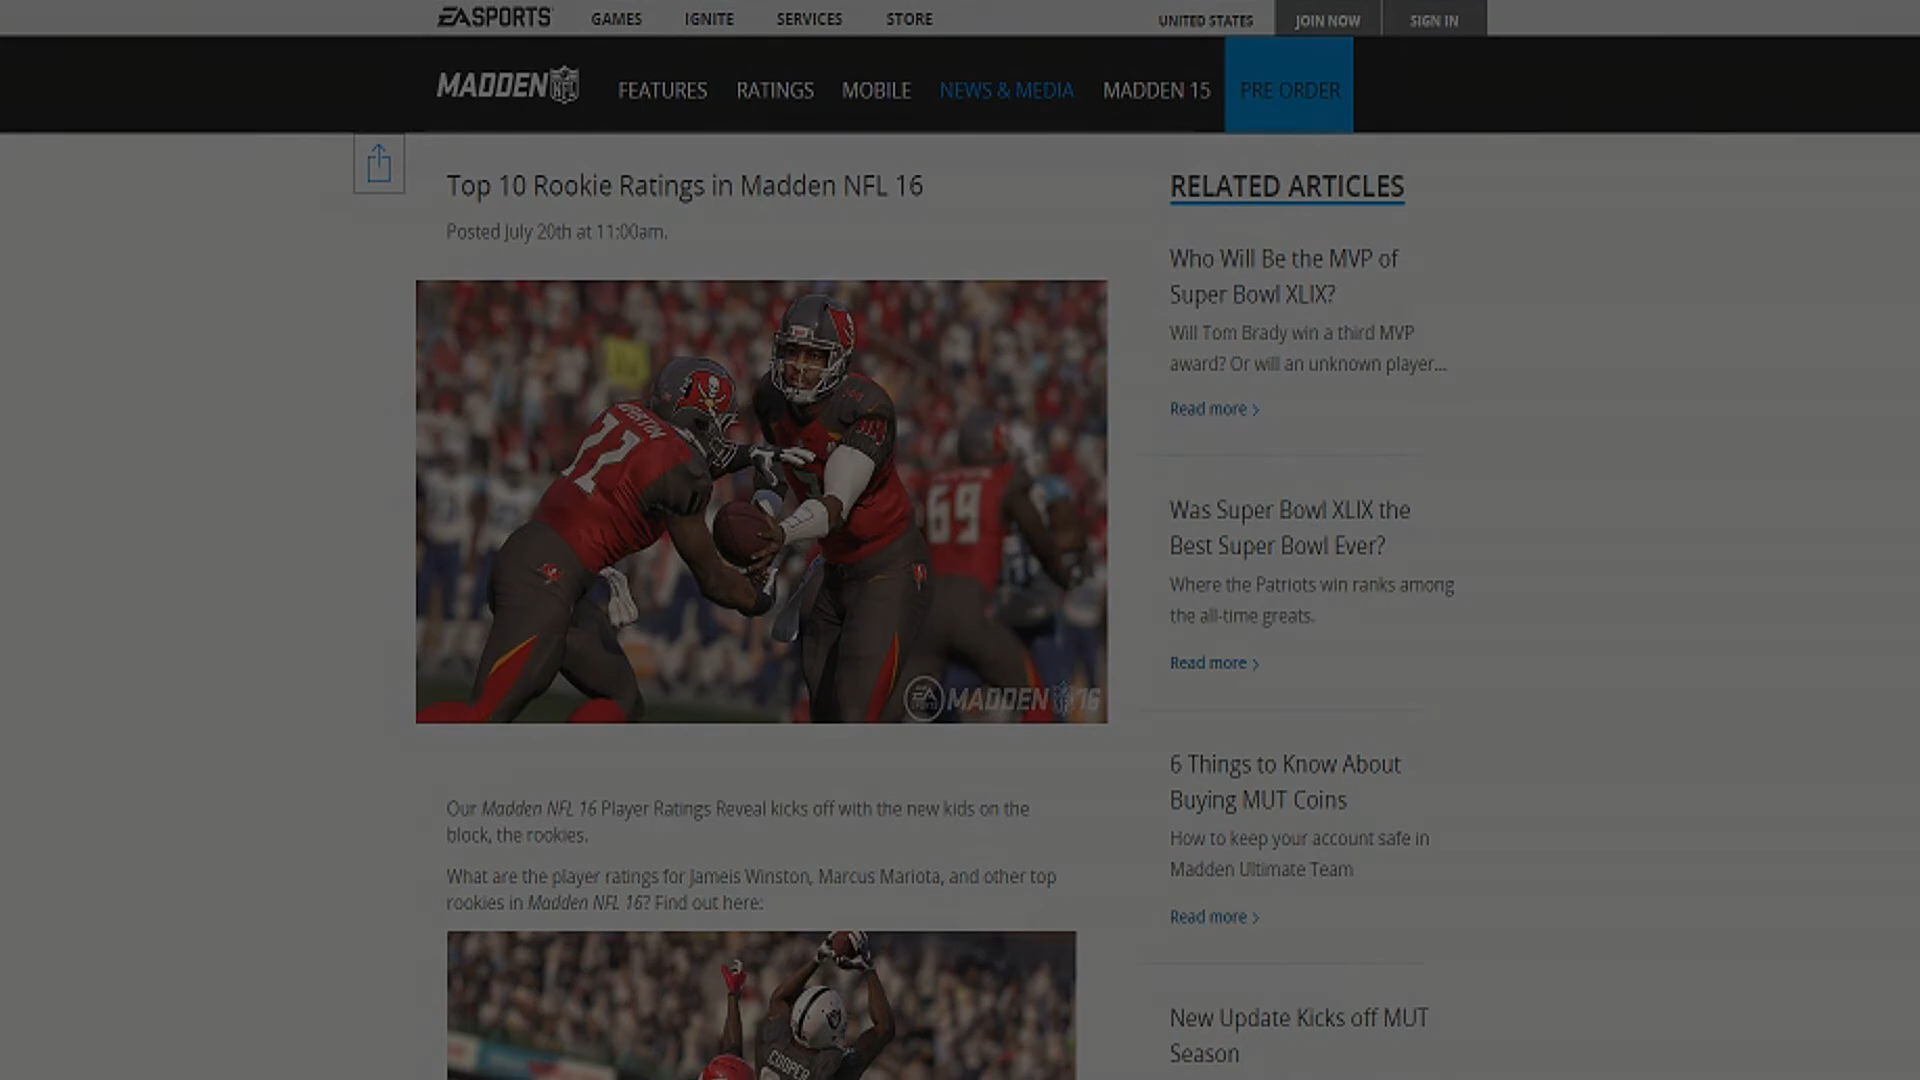 EA SPORTS
GAMES
IGNITE
SERVICES
STORE
UNITED STATES
JOIN NOW
SIGN IN
MADDEN NFL
FEATURES
RATINGS
MOBILE
NEWS & MEDIA
MADDEN 15
PRE ORDER
Top 10 Rookie Ratings in Madden NFL 16
Posted July 20th at 11:00am.
77
69
EA
MADDEN NFL 16
Our Madden NFL 16 Player Ratings Reveal kicks off with the new kids on the
block, the rookies.
What are the player ratings for Jameis Winston, Marcus Mariota, and other top
rookies in Madden NFL 16? Find out here:
COOPER
RELATED ARTICLES
Who Will Be the MVP of
Super Bowl XLIX?
Will Tom Brady win a third MVP
award? Or will an unknown player...
Read more >
Was Super Bowl XLIX the
Best Super Bowl Ever?
Where the Patriots win ranks among
the all-time greats.
Read more >
6 Things to Know About
Buying MUT Coins
How to keep your account safe in
Madden Ultimate Team
Read more >
New Update Kicks off MUT
Season